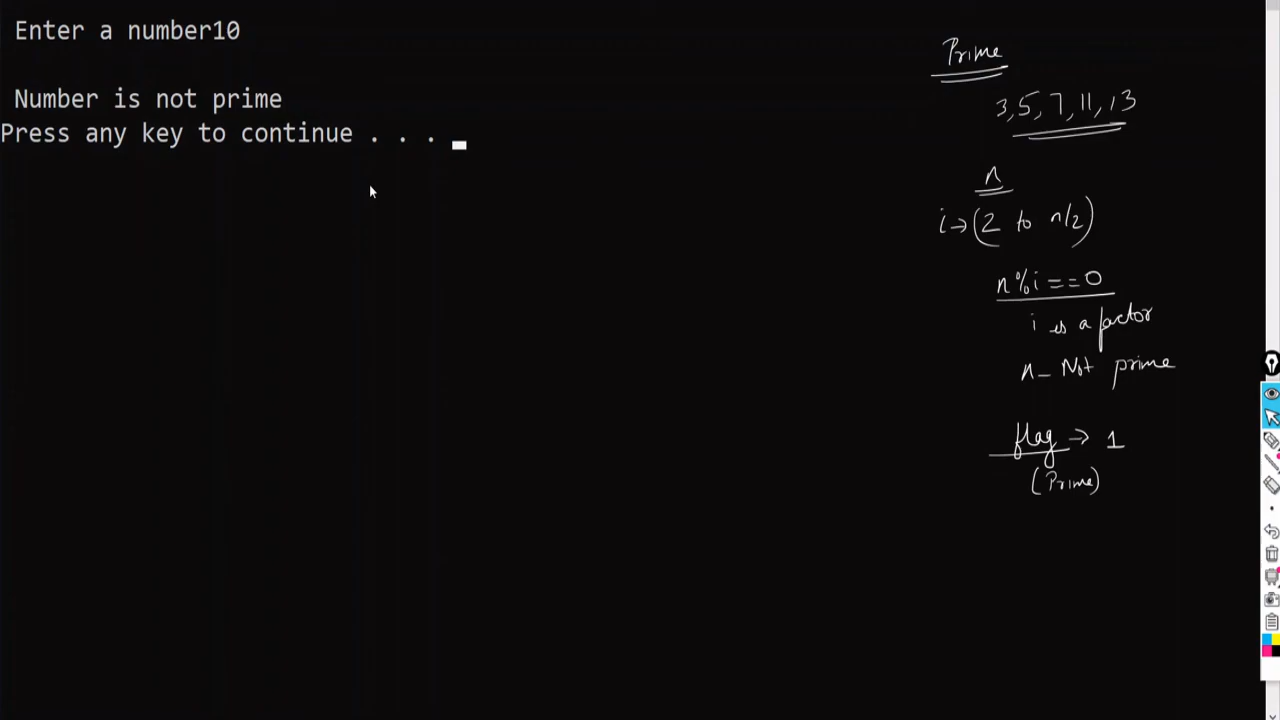 Enter a number10
Number is not prime
Press any key to continue . . .
Prime
3,5,7,11,13
n
i→(2 to n/2)
n%i==0
i is a factor
n– Not prime
flag → 1
(Prime)